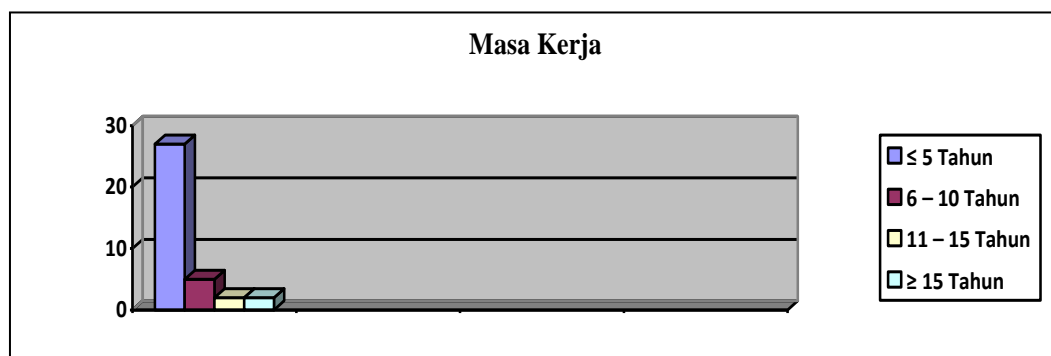 Masa Kerja
30
20
10
0
≤ 5 Tahun
6 – 10 Tahun
11 – 15 Tahun
≥ 15 Tahun